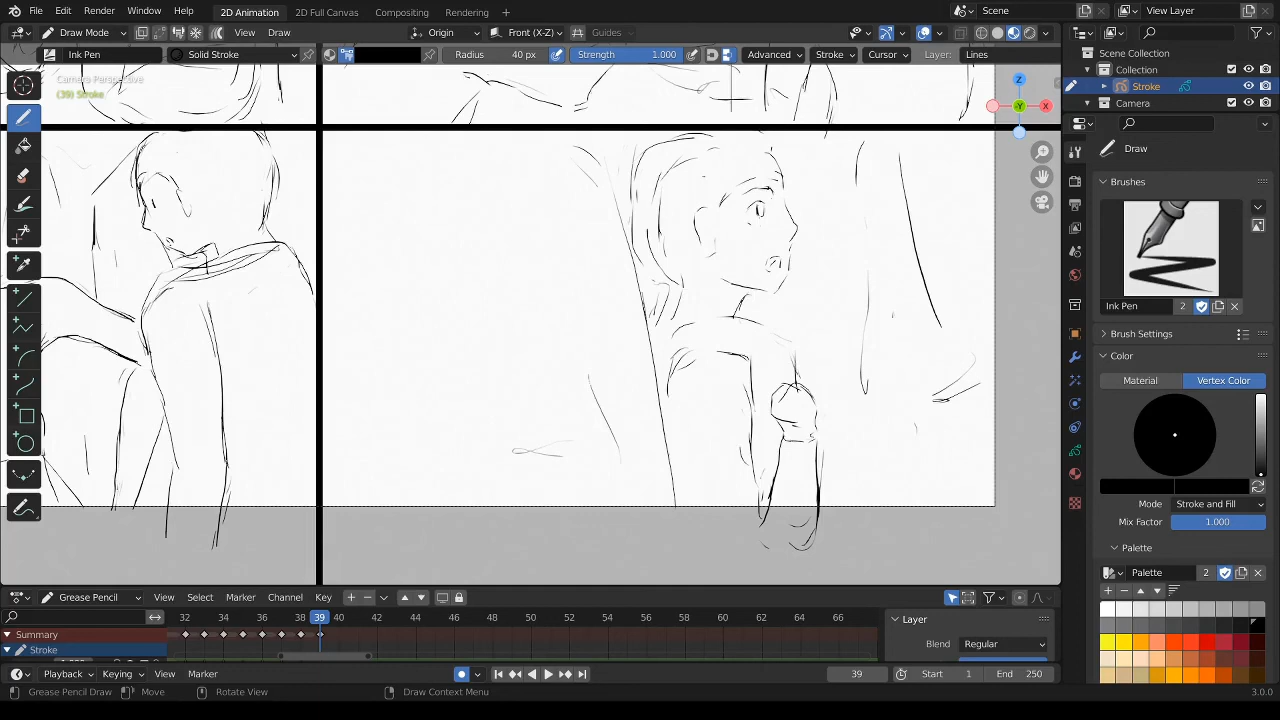 File Edit Render Window Help 2D Animation 2D Full Canvas Compositing Rendering + Scene View Layer
Draw Mode View Draw Origin Front (X-Z) Guides
Ink Pen Solid Stroke Radius 40 px Strength 1.000 Advanced Stroke Cursor Layer: Lines
Camera Perspective
(39) Stroke
Z
Y
X
Scene Collection
Collection
Stroke
Camera
Draw
Brushes
Ink Pen 2
Brush Settings
Color
Material Vertex Color
Mode Stroke and Fill
Mix Factor 1.000
Palette
Palette 2
Grease Pencil Select Marker Channel Key
32 34 36 38 39 40 42 44 46 48 50 52 54 56 58 60 62 64 66
Summary
Stroke
Layer
Blend Regular
Playback Keying View Marker 39 Start 1 End 250
Grease Pencil Draw Move Rotate View Draw Context Menu 3.0.0